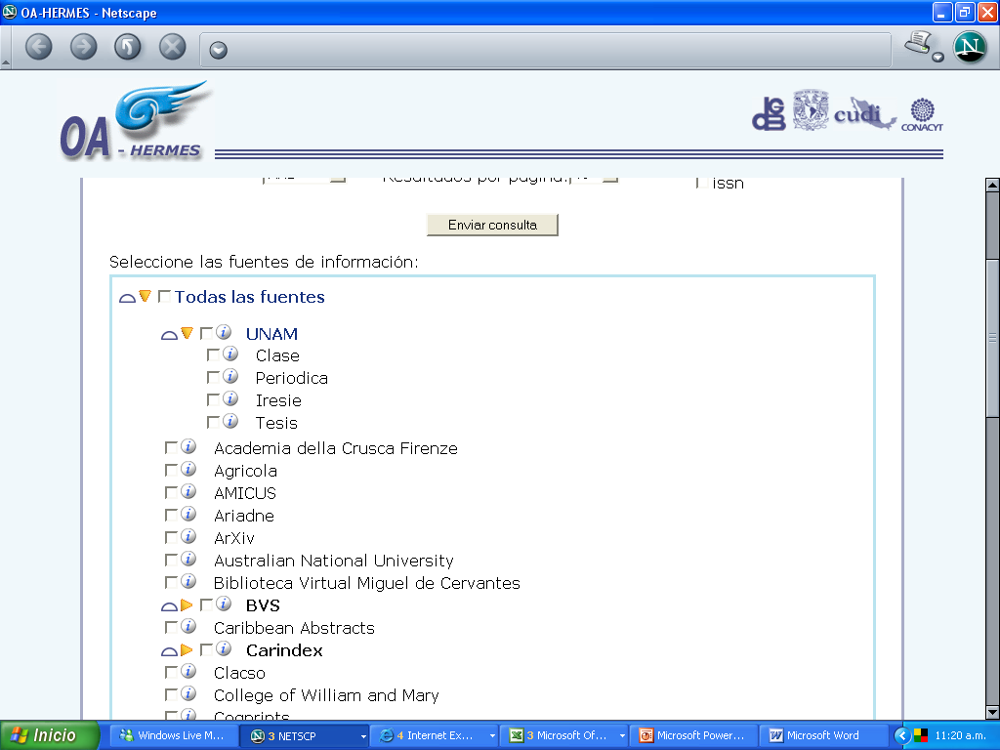 OA-HERMES - Netscape
N
OA - HERMES
cudi
CONACYT
Resultados por pagina:
issn
Enviar consulta
Seleccione las fuentes de información:
Todas las fuentes
UNAM
Clase
Periodica
Iresie
Tesis
Academia della Crusca Firenze
Agricola
AMICUS
Ariadne
ArXiv
Australian National University
Biblioteca Virtual Miguel de Cervantes
BVS
Caribbean Abstracts
Carindex
Clacso
College of William and Mary
Cogprints
Inicio
Windows Live M...
3 NETSCP
4 Internet Ex...
3 Microsoft Of...
Microsoft Power...
Microsoft Word
11:20 a.m.